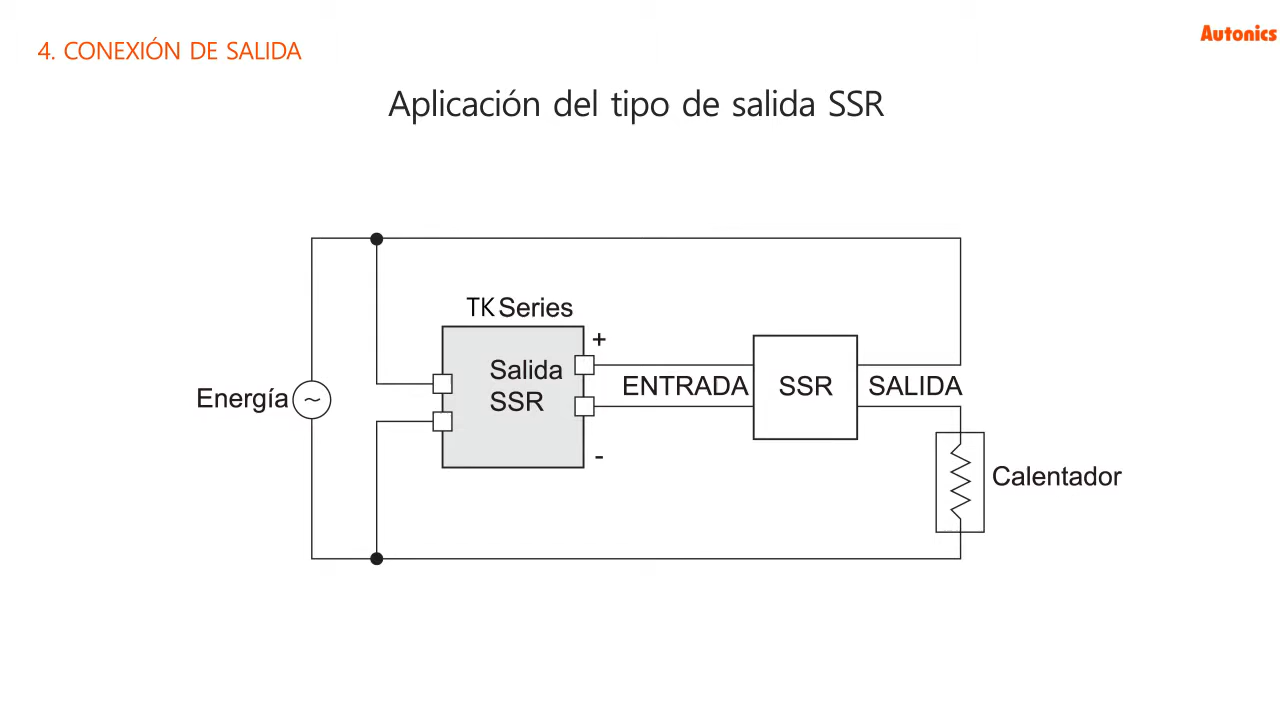 4. CONEXIÓN DE SALIDA
Autonics
Aplicación del tipo de salida SSR
TK Series
+
Salida
SSR
ENTRADA
SSR
SALIDA
Energía
~
-
Calentador